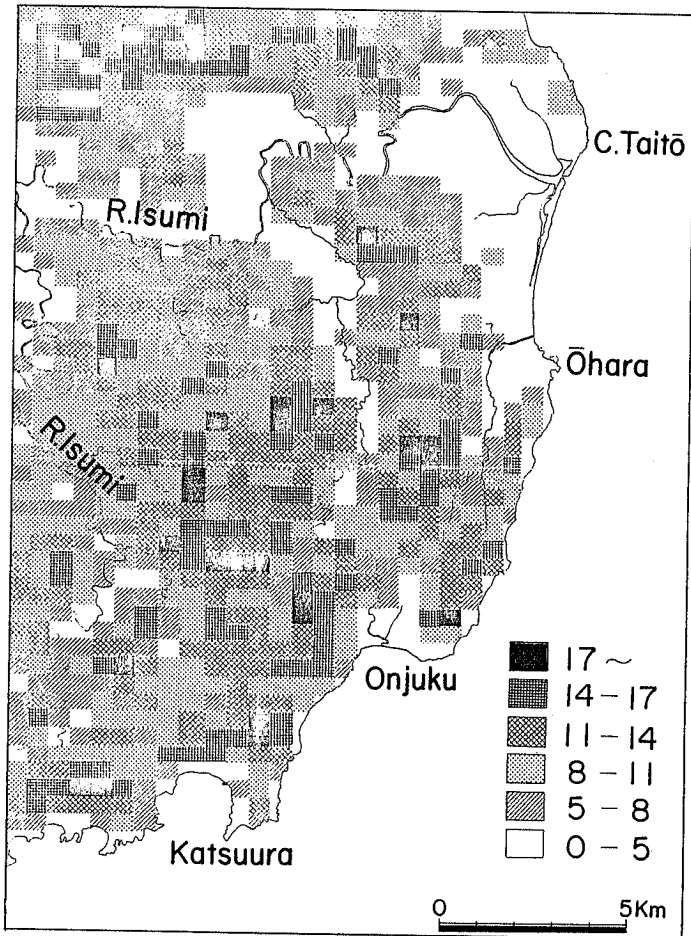 C.Taitō
R.Isumi
Ōhara
R.Isumi
Onjuku
17 ~
14 – 17
11 – 14
8 – 11
5 – 8
0 – 5
Katsuura
0 5Km